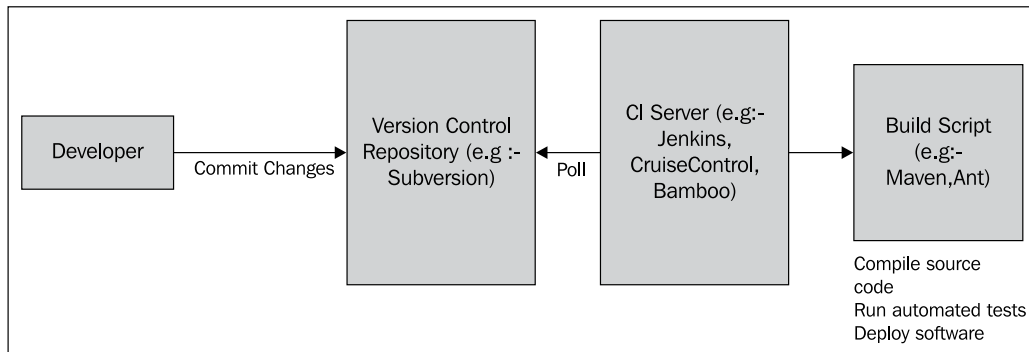 Developer
Commit Changes
Version Control
Repository (e.g :-
Subversion)
Poll
CI Server (e.g:-
Jenkins,
CruiseControl,
Bamboo)
Build Script
(e.g:-
Maven,Ant)
Compile source
code
Run automated tests
Deploy software